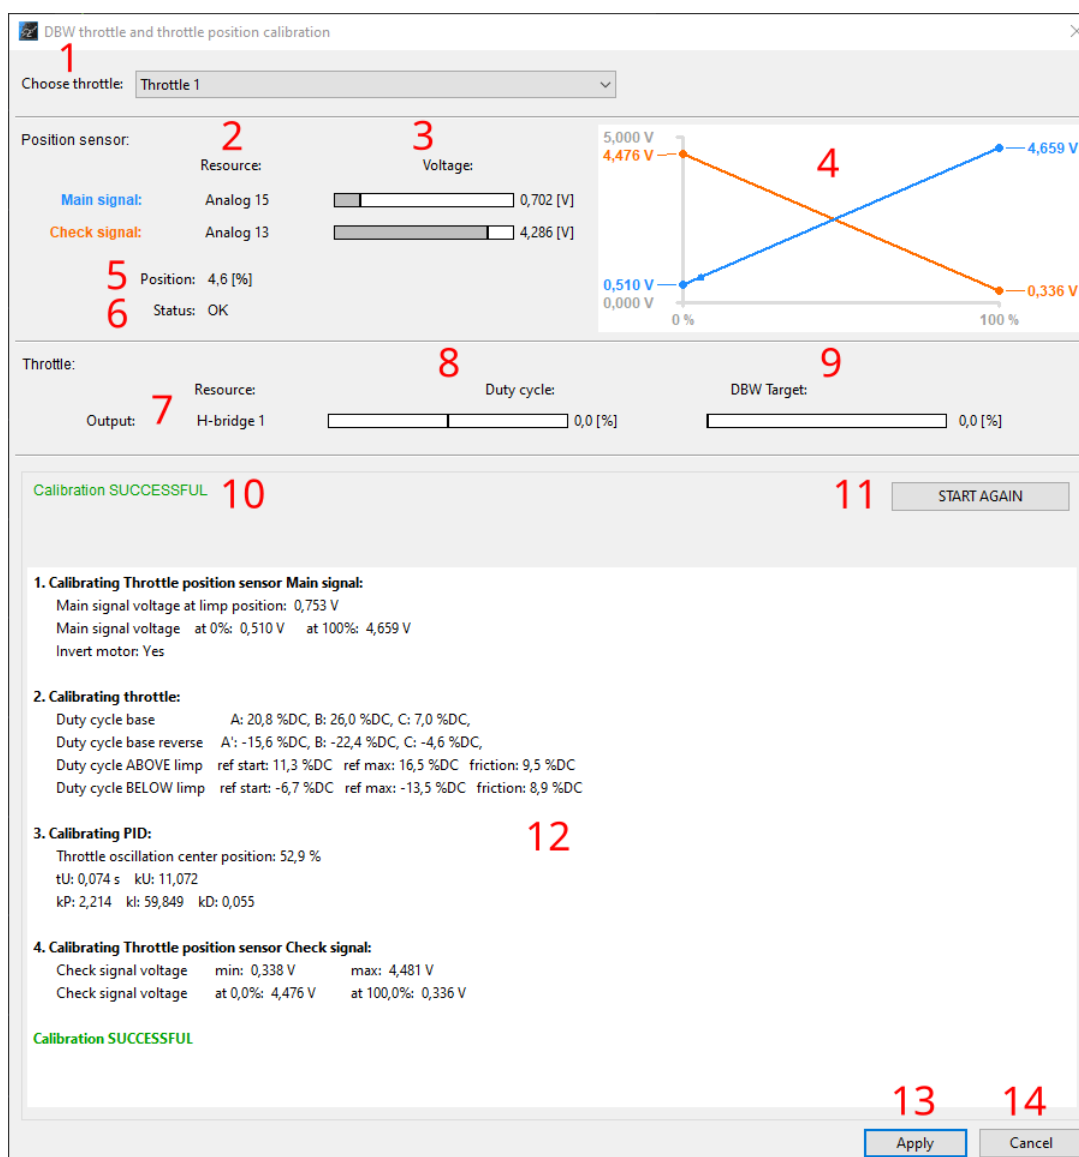 DBW throttle and throttle position calibration
1
Choose throttle: Throttle 1
Position sensor: 2 3
Resource: Voltage:
Main signal: Analog 15 0,702 [V]
Check signal: Analog 13 4,286 [V]
5 Position: 4,6 [%]
6 Status: OK
5,000 V
4,476 V 4 4,659 V
0,510 V 0,336 V
0,000 V
0 % 100 %
Throttle: 8 9
Resource: Duty cycle: DBW Target:
Output: 7 H-bridge 1 0,0 [%] 0,0 [%]
Calibration SUCCESSFUL 10 11 START AGAIN
1. Calibrating Throttle position sensor Main signal:
Main signal voltage at limp position: 0,753 V
Main signal voltage at 0%: 0,510 V at 100%: 4,659 V
Invert motor: Yes
2. Calibrating throttle:
Duty cycle base A: 20,8 %DC, B: 26,0 %DC, C: 7,0 %DC,
Duty cycle base reverse A': -15,6 %DC, B: -22,4 %DC, C: -4,6 %DC,
Duty cycle ABOVE limp ref start: 11,3 %DC ref max: 16,5 %DC friction: 9,5 %DC
Duty cycle BELOW limp ref start: -6,7 %DC ref max: -13,5 %DC friction: 8,9 %DC
3. Calibrating PID:
12
Throttle oscillation center position: 52,9 %
tU: 0,074 s kU: 11,072
kP: 2,214 kI: 59,849 kD: 0,055
4. Calibrating Throttle position sensor Check signal:
Check signal voltage min: 0,338 V max: 4,481 V
Check signal voltage at 0,0%: 4,476 V at 100,0%: 0,336 V
Calibration SUCCESSFUL
13 14
Apply Cancel